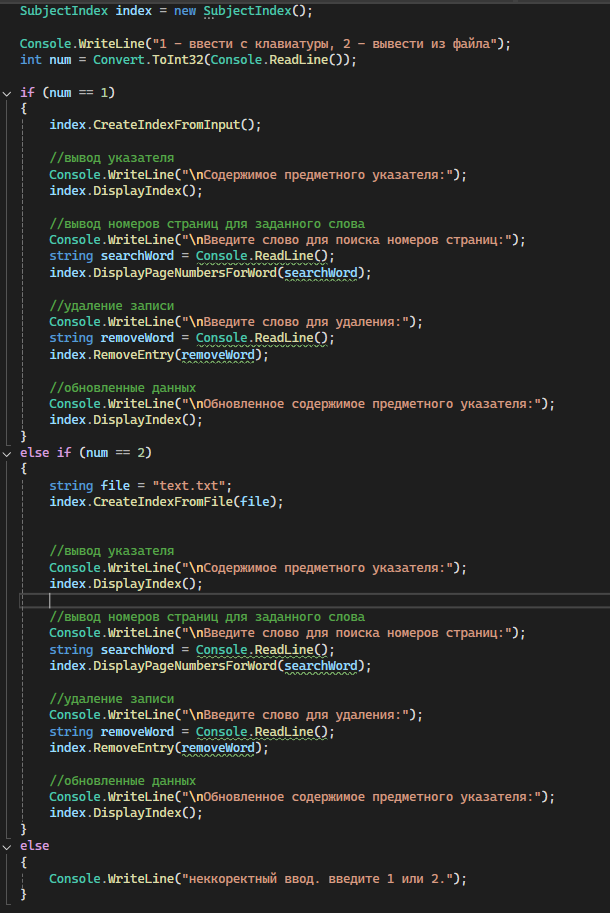 SubjectIndex index = new SubjectIndex();
Console.WriteLine("1 – ввести с клавиатуры, 2 – вывести из файла");
int num = Convert.ToInt32(Console.ReadLine());
if (num == 1)
{
index.CreateIndexFromInput();
//вывод указателя
Console.WriteLine("\nСодержимое предметного указателя:");
index.DisplayIndex();
//вывод номеров страниц для заданного слова
Console.WriteLine("\nВведите слово для поиска номеров страниц:");
string searchWord = Console.ReadLine();
index.DisplayPageNumbersForWord(searchWord);
//удаление записи
Console.WriteLine("\nВведите слово для удаления:");
string removeWord = Console.ReadLine();
index.RemoveEntry(removeWord);
//обновленные данных
Console.WriteLine("\nОбновленное содержимое предметного указателя:");
index.DisplayIndex();
}
else if (num == 2)
{
string file = "text.txt";
index.CreateIndexFromFile(file);
//вывод указателя
Console.WriteLine("\nСодержимое предметного указателя:");
index.DisplayIndex();
//вывод номеров страниц для заданного слова
Console.WriteLine("\nВведите слово для поиска номеров страниц:");
string searchWord = Console.ReadLine();
index.DisplayPageNumbersForWord(searchWord);
//удаление записи
Console.WriteLine("\nВведите слово для удаления:");
string removeWord = Console.ReadLine();
index.RemoveEntry(removeWord);
//обновленные данных
Console.WriteLine("\nОбновленное содержимое предметного указателя:");
index.DisplayIndex();
}
else
{
Console.WriteLine("неккоректный ввод. введите 1 или 2.");
}